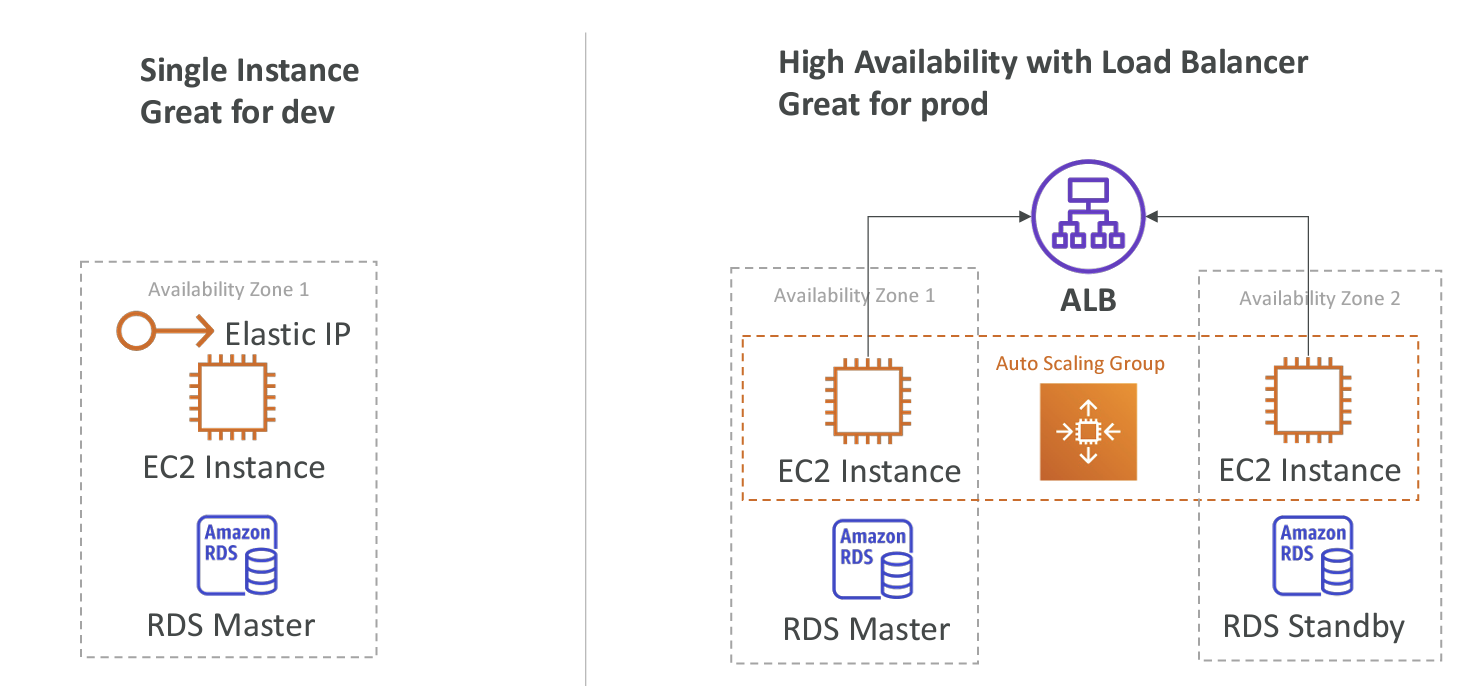 Single Instance
Great for dev
Availability Zone 1
Elastic IP
EC2 Instance
Amazon
RDS
RDS Master
High Availability with Load Balancer
Great for prod
ALB
Availability Zone 1
Availability Zone 2
Auto Scaling Group
EC2 Instance
EC2 Instance
Amazon
RDS
RDS Master
Amazon
RDS
RDS Standby